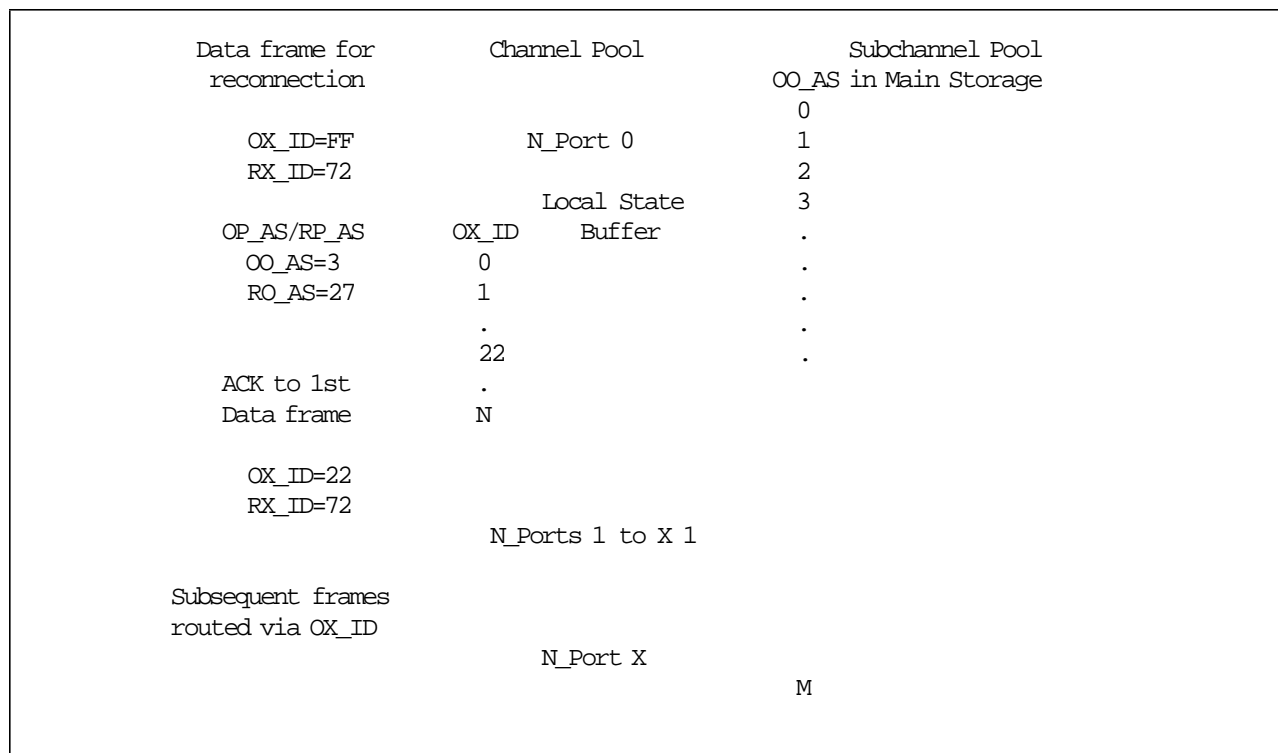 Data frame for Channel Pool Subchannel Pool
reconnection OO_AS in Main Storage
0
OX_ID=FF N_Port 0 1
RX_ID=72 2
Local State 3
OP_AS/RP_AS OX_ID Buffer .
OO_AS=3 0 .
RO_AS=27 1 .
. .
22 .
ACK to 1st .
Data frame N
OX_ID=22
RX_ID=72
N_Ports 1 to X 1
Subsequent frames
routed via OX_ID
N_Port X
M